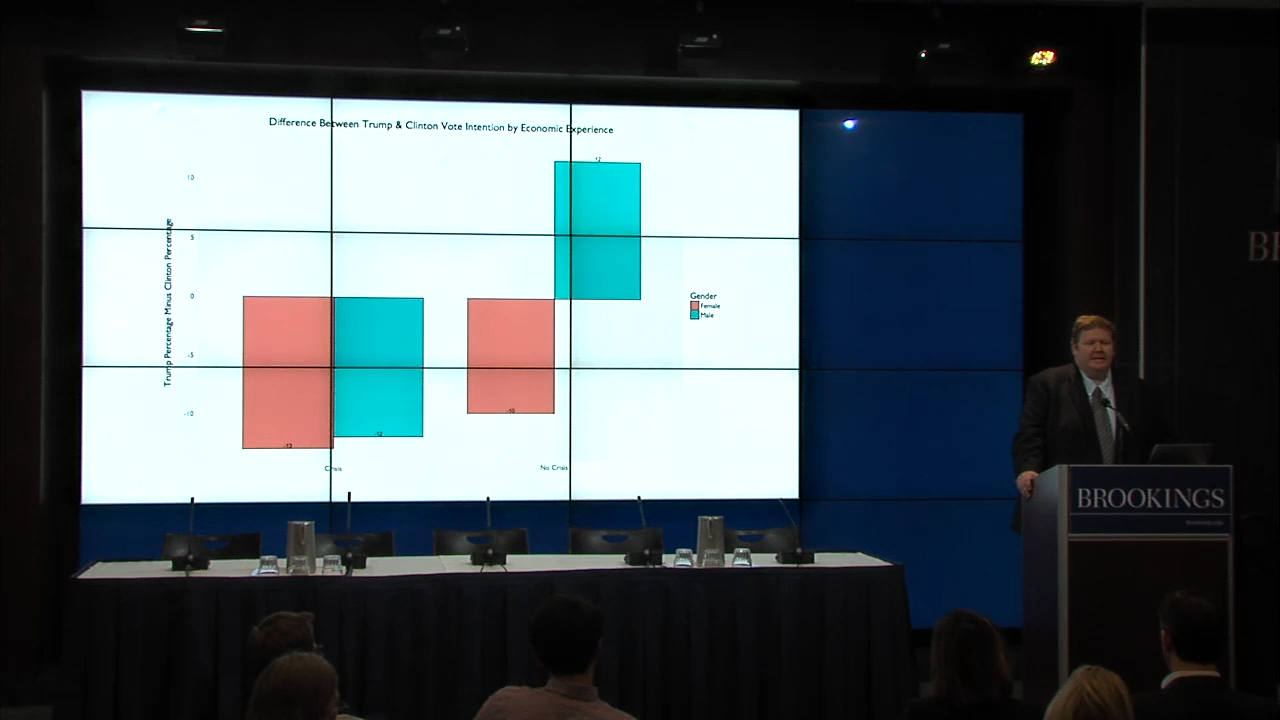 Difference Between Trump & Clinton Vote Intention by Economic Experience
12
10
5
0
-5
-10
Trump Percentage Minus Clinton Percentage
-13
-12
-10
Crisis
No Crisis
Gender
Female
Male
BROOKINGS